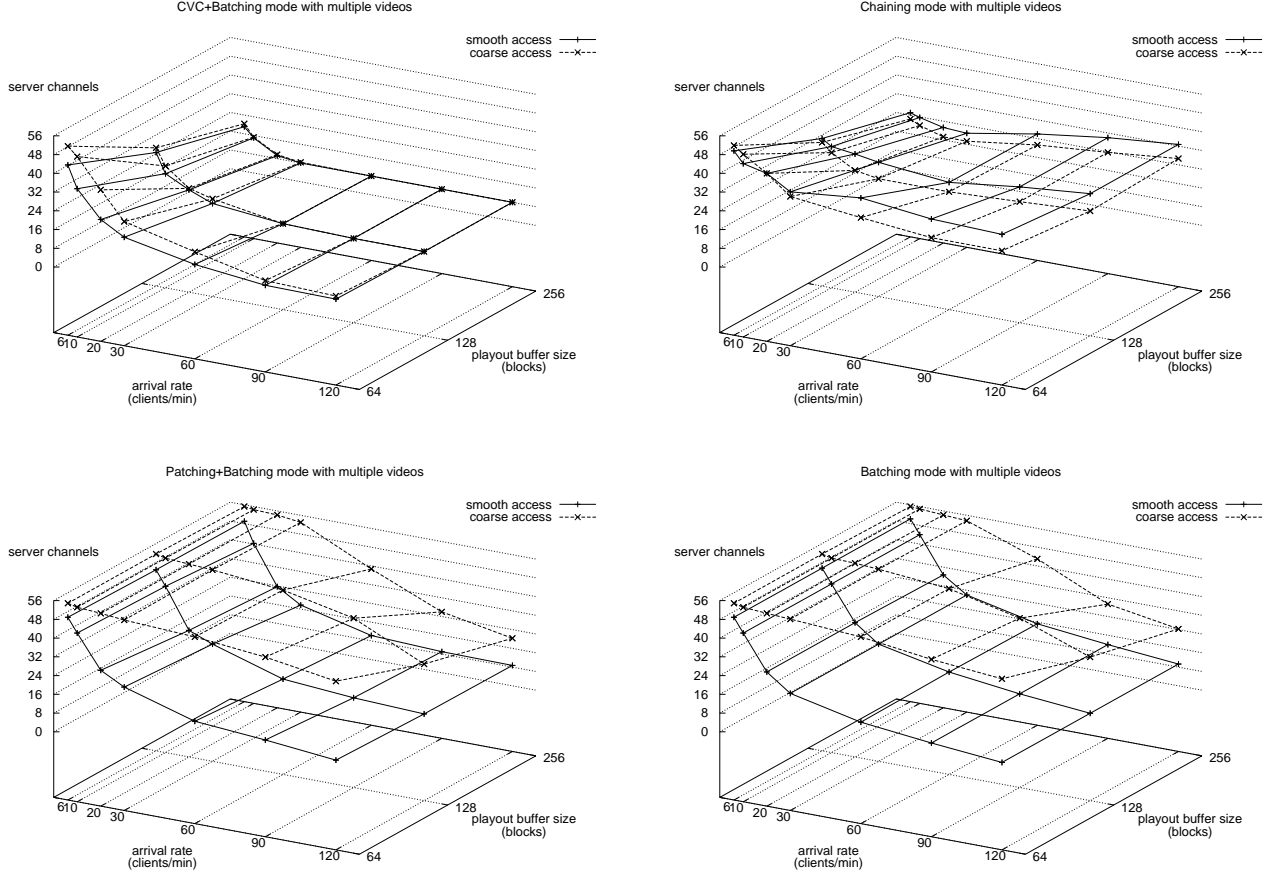 CVC+Batching mode with multiple videos
smooth access
coarse access
server channels
56
48
40
32
24
16
8
0
6
10
20
30
60
90
120
arrival rate
(clients/min)
64
128
256
playout buffer size
(blocks)
Chaining mode with multiple videos
smooth access
coarse access
server channels
56
48
40
32
24
16
8
0
6
10
20
30
60
90
120
arrival rate
(clients/min)
64
128
256
playout buffer size
(blocks)
Patching+Batching mode with multiple videos
smooth access
coarse access
server channels
56
48
40
32
24
16
8
0
6
10
20
30
60
90
120
arrival rate
(clients/min)
64
128
256
playout buffer size
(blocks)
Batching mode with multiple videos
smooth access
coarse access
server channels
56
48
40
32
24
16
8
0
6
10
20
30
60
90
120
arrival rate
(clients/min)
64
128
256
playout buffer size
(blocks)